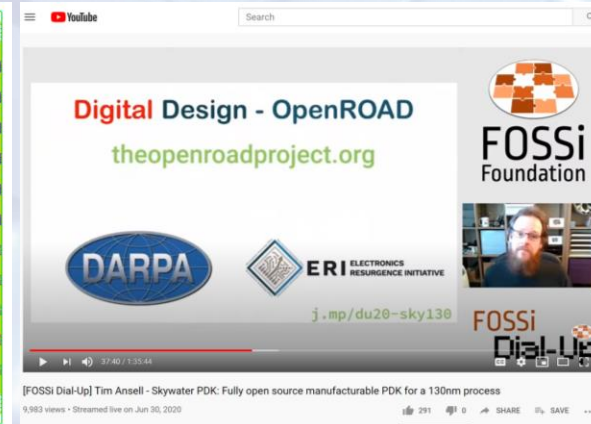 YouTube
Search
Digital Design - OpenROAD
theopenroadproject.org
DARPA
ERI ELECTRONICS
RESURGENCE INITIATIVE
j.mp/du20-sky130
FOSSi
Foundation
FOSSi
Dial-Up
37:40 / 1:35:44
[FOSSi Dial-Up] Tim Ansell - Skywater PDK: Fully open source manufacturable PDK for a 130nm process
9,983 views • Streamed live on Jun 30, 2020
291 0 SHARE SAVE ...